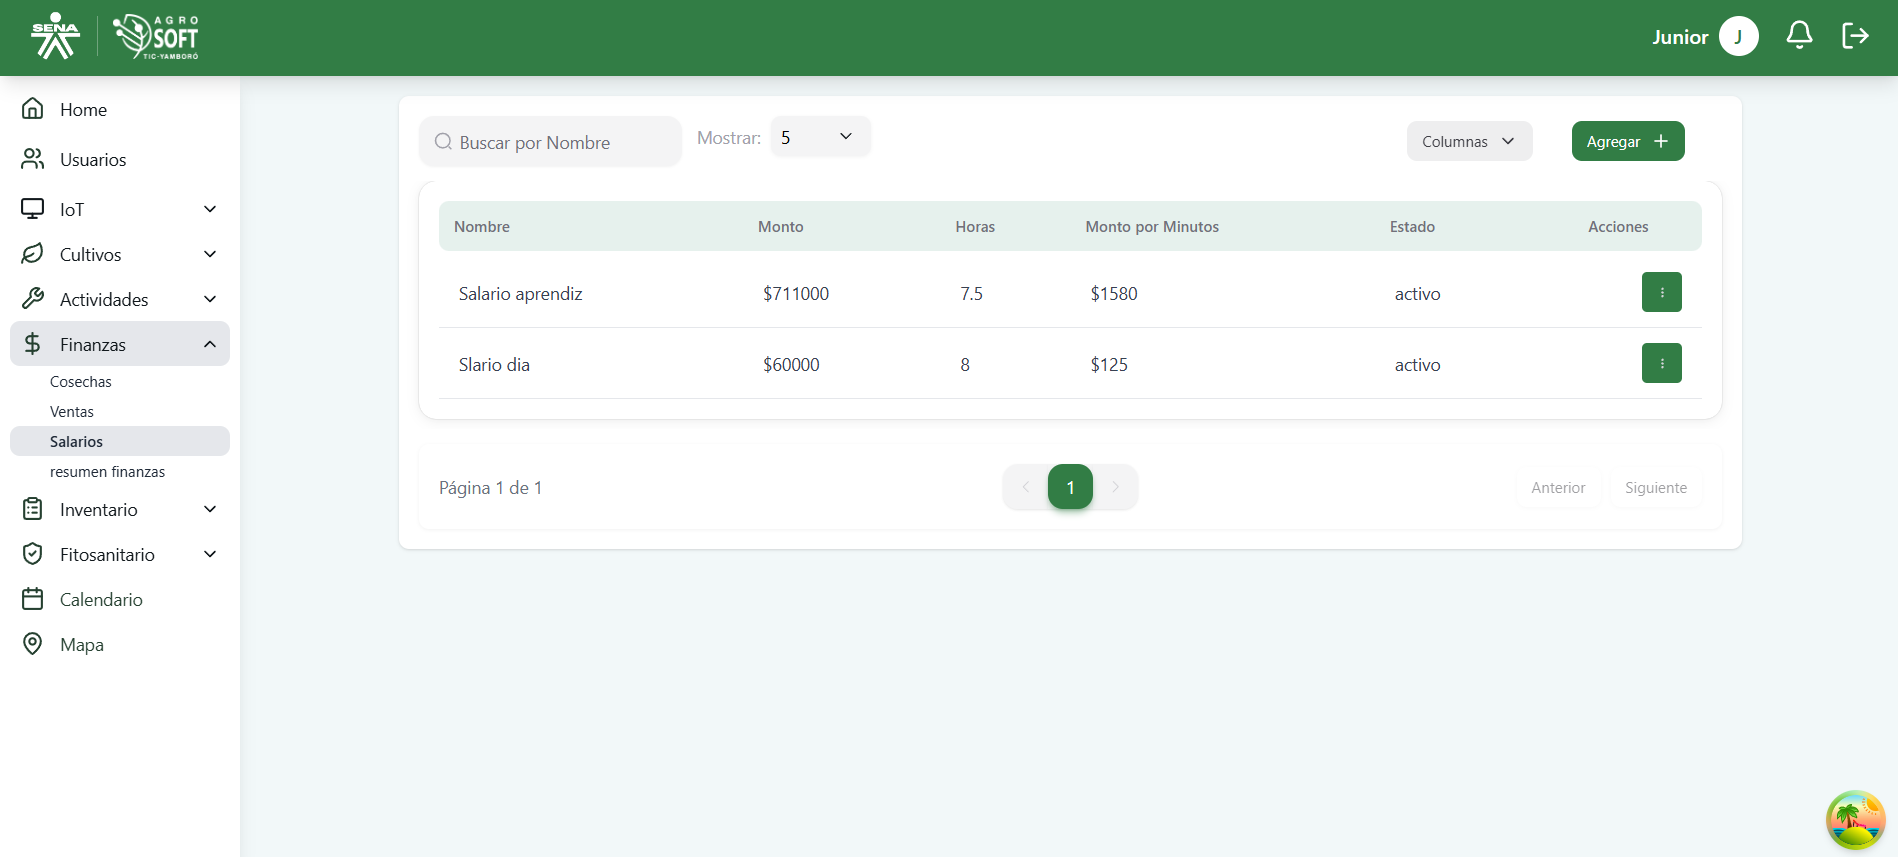 SENA
AGRO
SOFT
TIC-YAMBORÓ
Junior
J
Home
Usuarios
IoT
Cultivos
Actividades
Finanzas
Cosechas
Ventas
Salarios
resumen finanzas
Inventario
Fitosanitario
Calendario
Mapa
Buscar por Nombre
Mostrar:
5
Columnas
Agregar
Nombre Monto Horas Monto por Minutos Estado Acciones
Salario aprendiz $711000 7.5 $1580 activo
Slario dia $60000 8 $125 activo
Página 1 de 1
1
Anterior
Siguiente